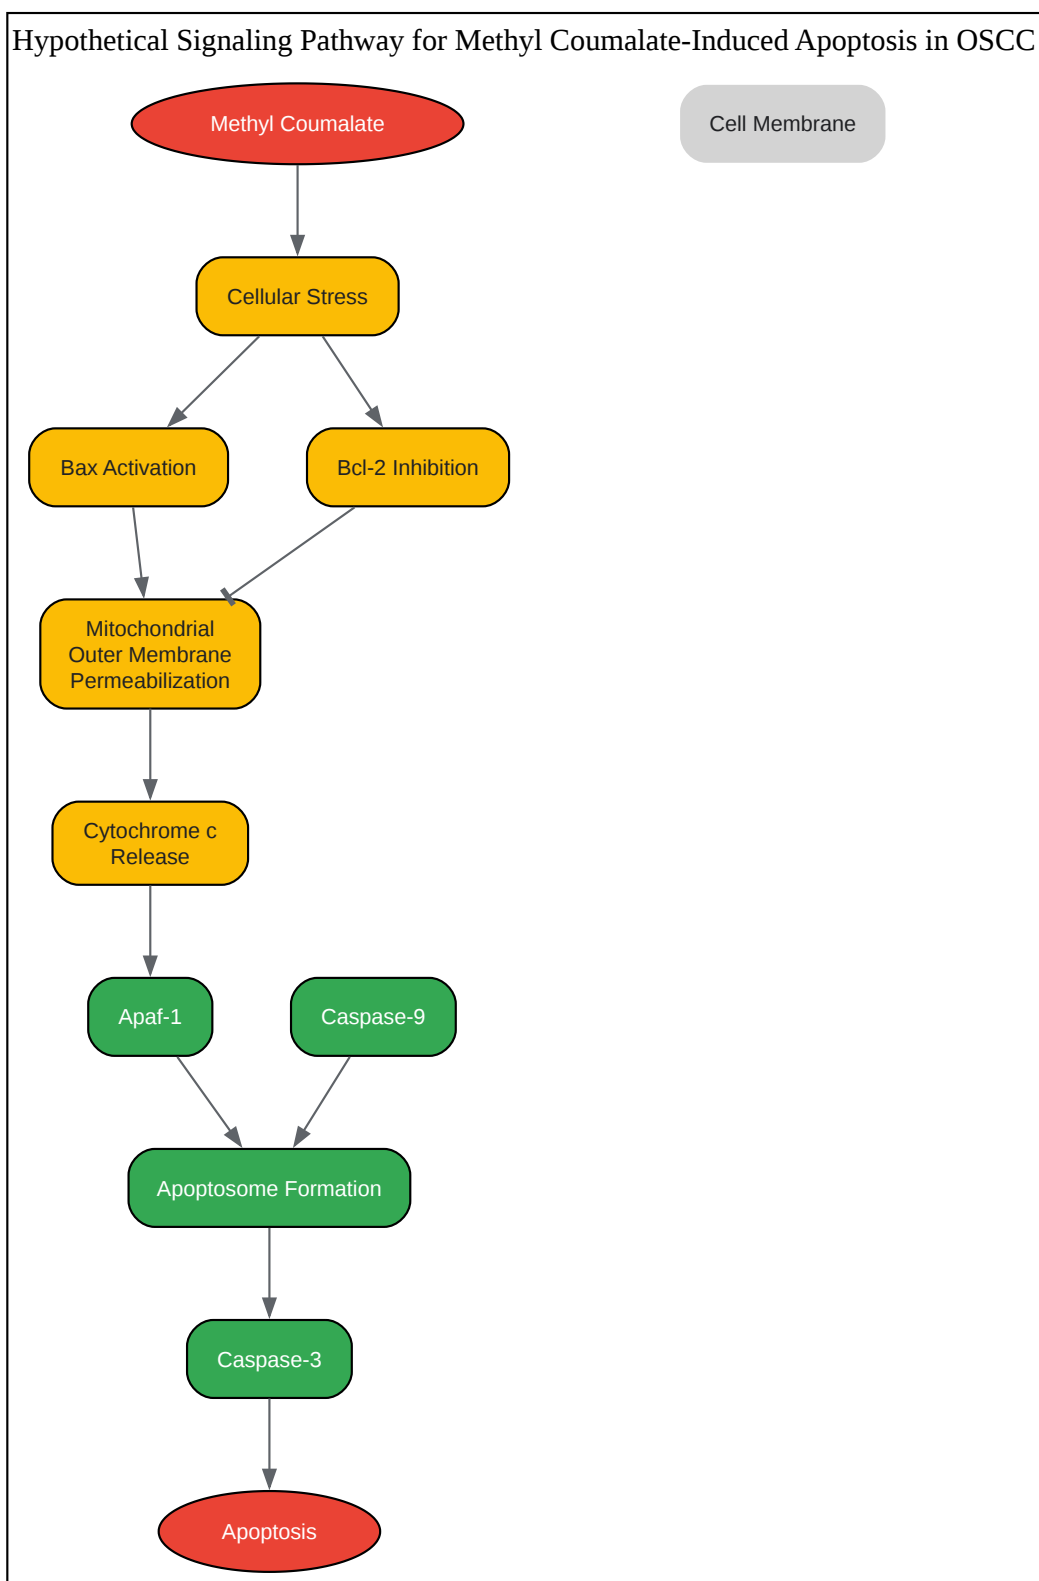 Hypothetical Signaling Pathway for Methyl Coumalate-Induced Apoptosis in OSCC
Methyl Coumalate
Cell Membrane
Cellular Stress
Bax Activation
Bcl-2 Inhibition
Mitochondrial
Outer Membrane
Permeabilization
Cytochrome c
Release
Apaf-1
Caspase-9
Apoptosome Formation
Caspase-3
Apoptosis